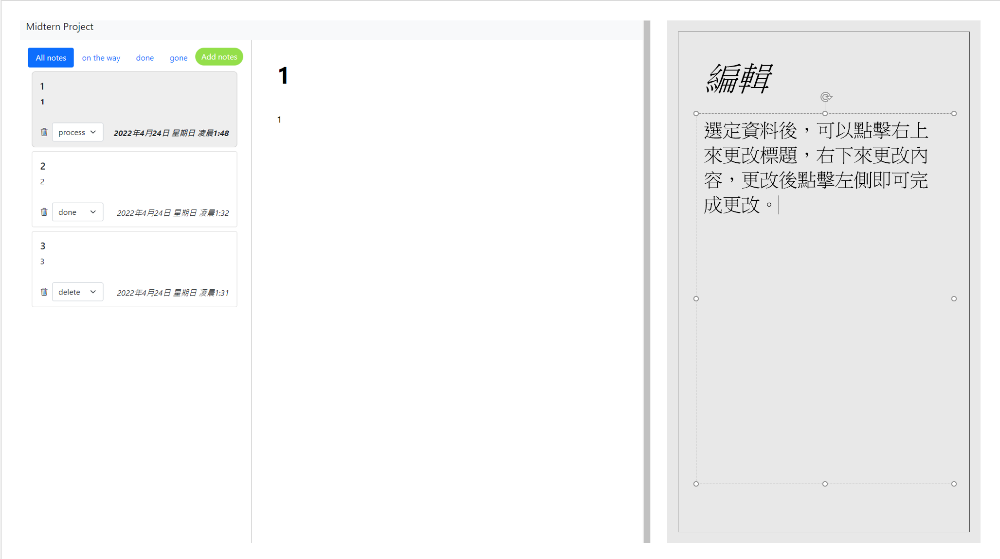 Midtern Project
All notes on the way done gone Add notes
1
1
process 2022年4月24日 星期日 凌晨1:48
2
2
done 2022年4月24日 星期日 凌晨1:32
3
3
delete 2022年4月24日 星期日 凌晨1:31
1
1
編輯
選定資料後，可以點擊右上
來更改標題，右下來更改內
容，更改後點擊左側即可完
成更改。